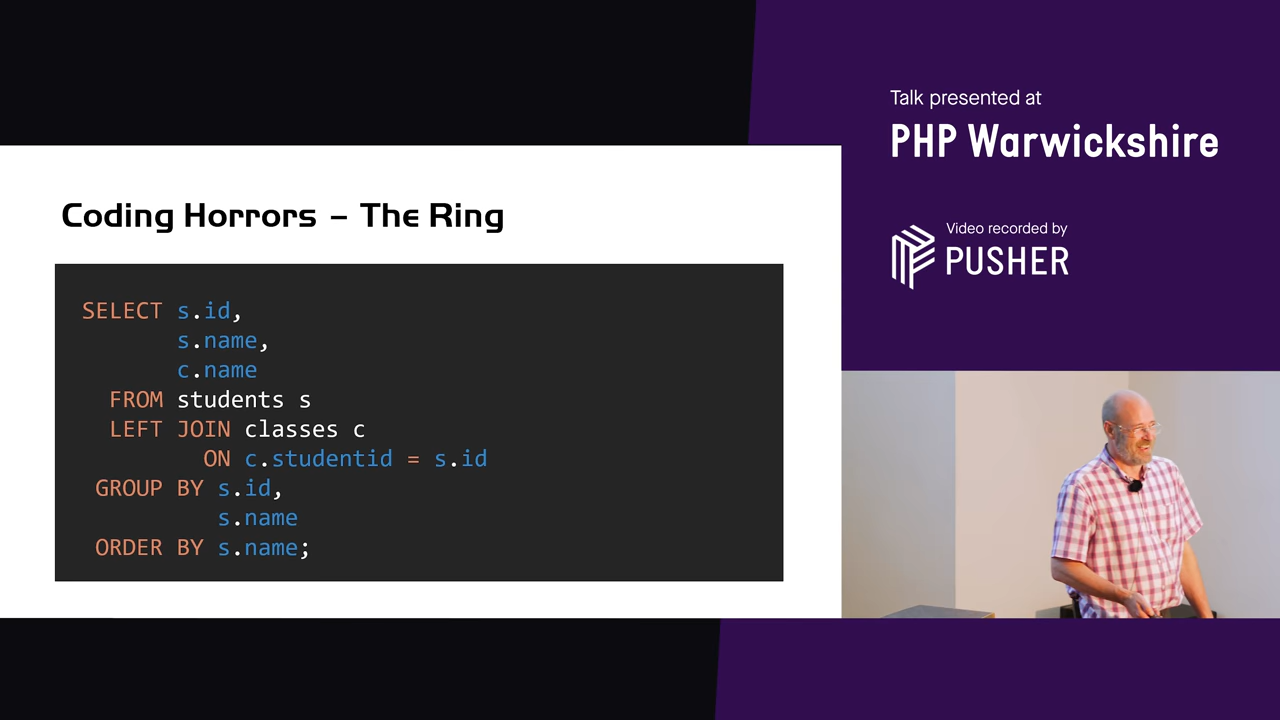 Talk presented at
PHP Warwickshire
Video recorded by
PUSHER
Coding Horrors – The Ring
SELECT s.id,
s.name,
c.name
FROM students s
LEFT JOIN classes c
ON c.studentid = s.id
GROUP BY s.id,
s.name
ORDER BY s.name;